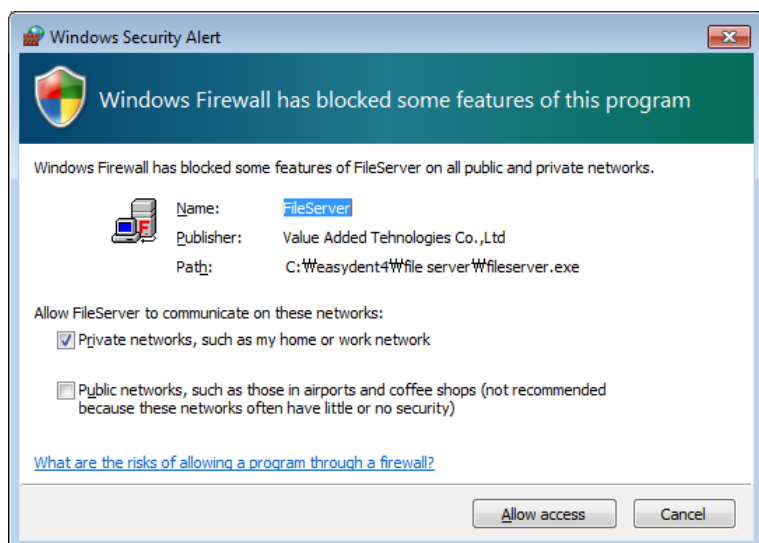 Windows Security Alert
Windows Firewall has blocked some features of this program
Windows Firewall has blocked some features of FileServer on all public and private networks.
Name: FileServer
Publisher: Value Added Tehnologies Co.,Ltd
Path: C:₩easydent4₩file server₩fileserver.exe
Allow FileServer to communicate on these networks:
Private networks, such as my home or work network
Public networks, such as those in airports and coffee shops (not recommended
because these networks often have little or no security)
What are the risks of allowing a program through a firewall?
Allow access Cancel